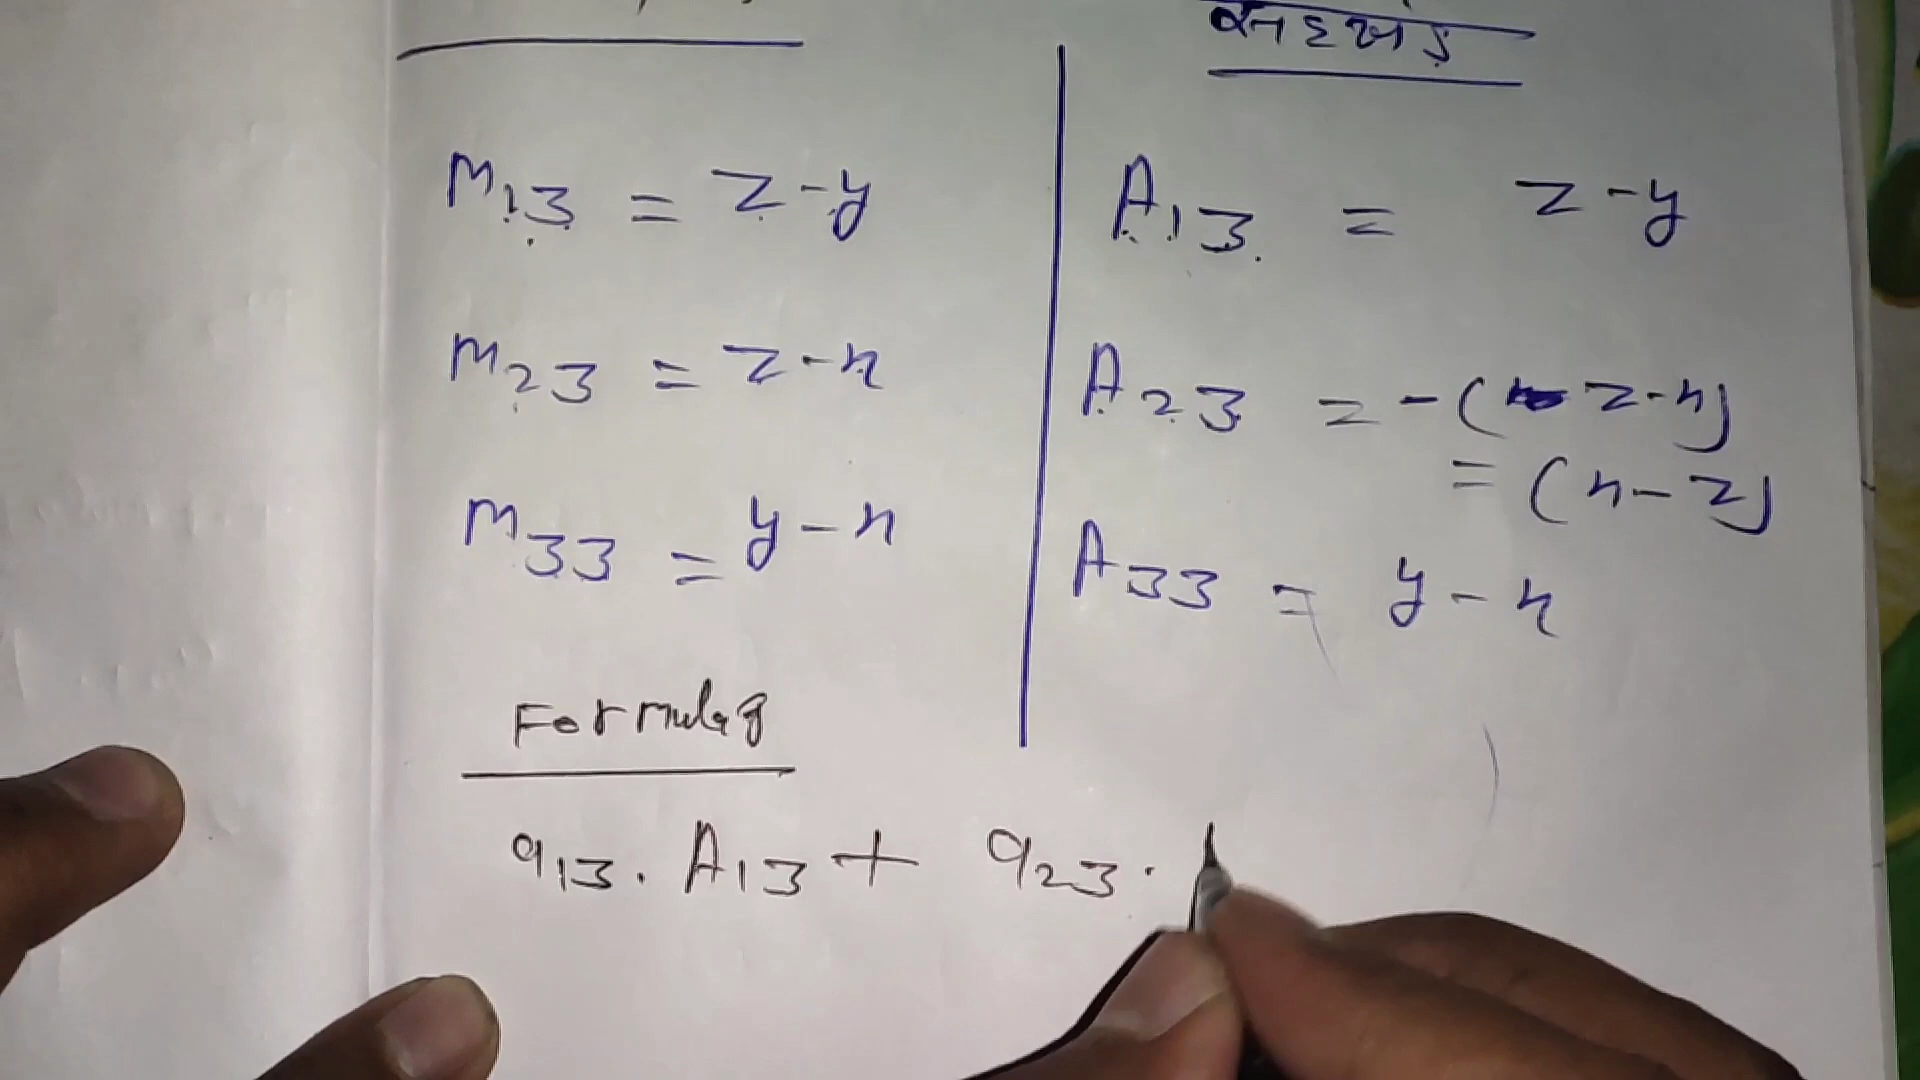 M13 = z-y
M23 = z-x
M33 = y-x
A13 = z-y
A23 = -(z-x)
= (x-z)
A33 = y-x
Formula
a13. A13 + a23.